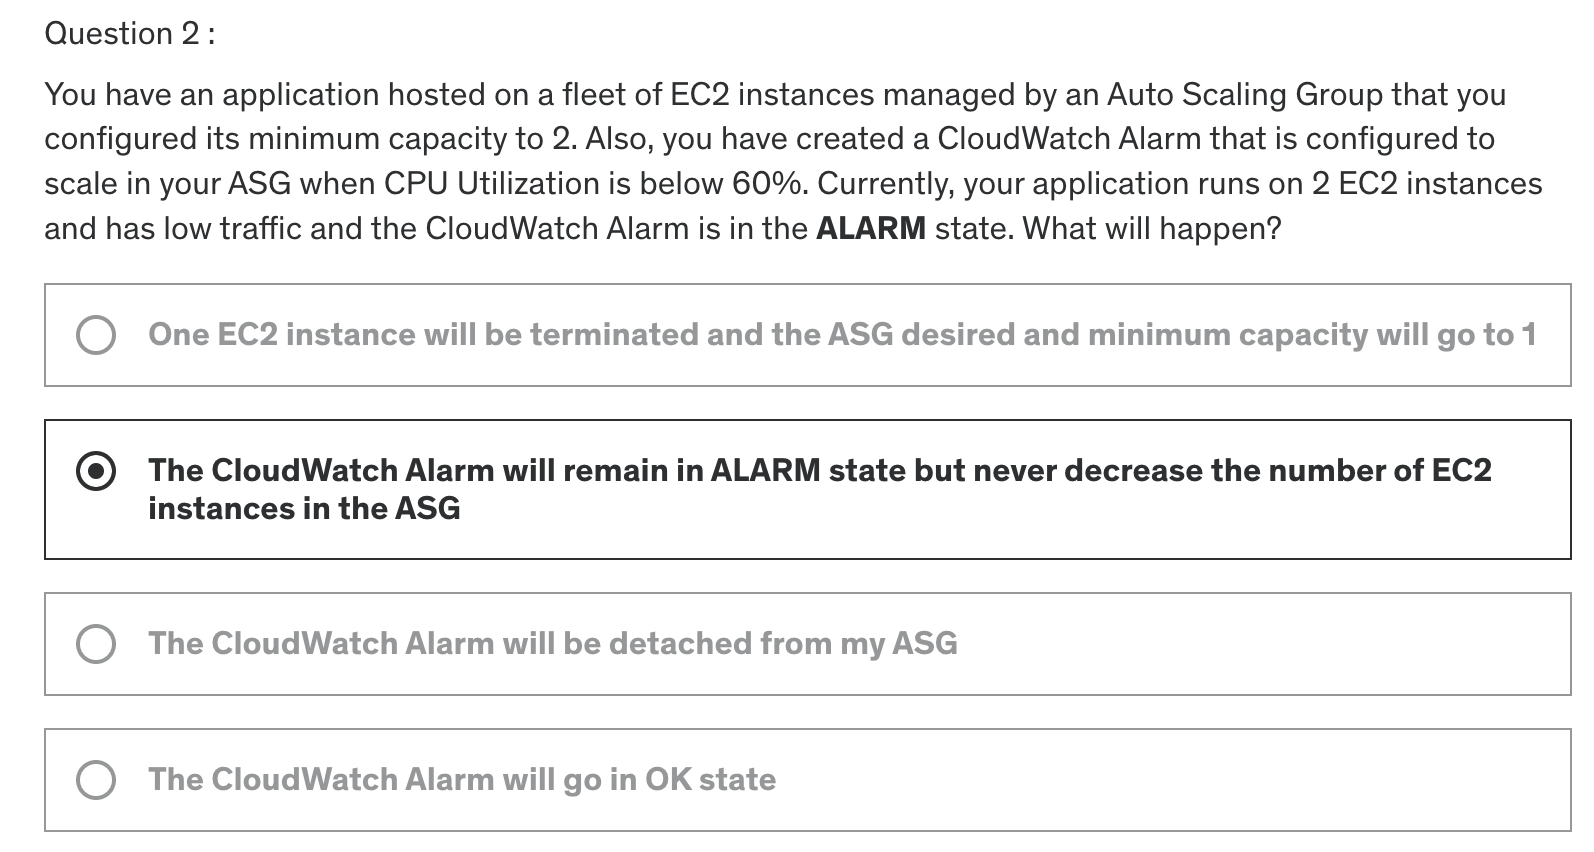 Question 2 :
You have an application hosted on a fleet of EC2 instances managed by an Auto Scaling Group that you
configured its minimum capacity to 2. Also, you have created a CloudWatch Alarm that is configured to
scale in your ASG when CPU Utilization is below 60%. Currently, your application runs on 2 EC2 instances
and has low traffic and the CloudWatch Alarm is in the ALARM state. What will happen?
One EC2 instance will be terminated and the ASG desired and minimum capacity will go to 1
The CloudWatch Alarm will remain in ALARM state but never decrease the number of EC2
instances in the ASG
The CloudWatch Alarm will be detached from my ASG
The CloudWatch Alarm will go in OK state